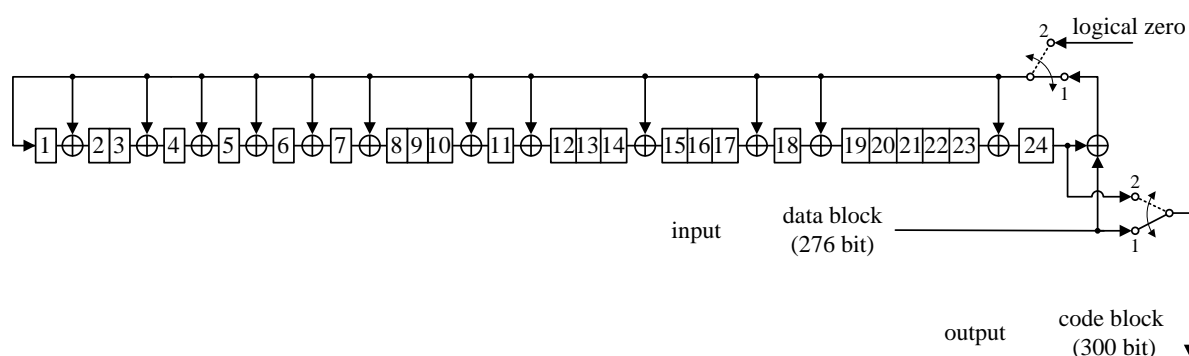 2 logical zero
1
1 2 3 4 5 6 7 8 9 10 11 12 13 14 15 16 17 18 19 20 21 22 23 24
2
input data block
(276 bit)
1
output code block
(300 bit)